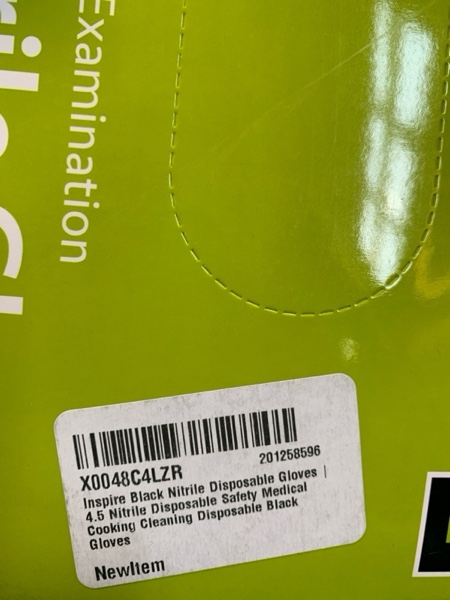 Examination
X0048C4LZR
201258596
Inspire Black Nitrile Disposable Gloves |
4.5 Nitrile Disposable Safety Medical
Cooking Cleaning Disposable Black
Gloves
NewItem